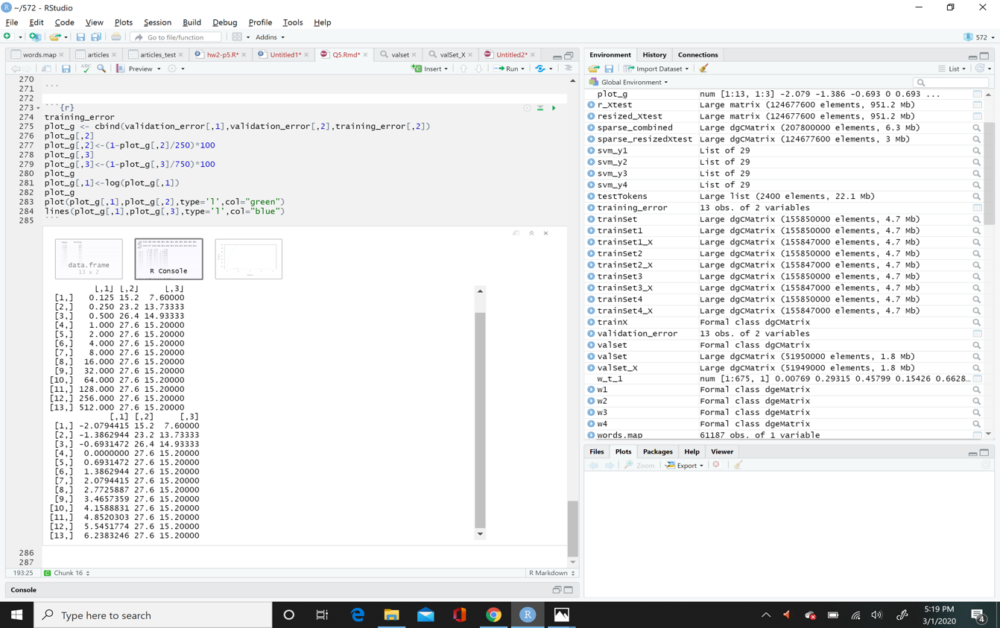 ~/572 - RStudio
File Edit Code View Plots Session Build Debug Profile Tools Help
Go to file/function Addins 572
words.map articles articles_test hw2-p5.R* Untitled1* Q5.Rmd* valset valSet_X Untitled2*
ABC Preview Insert Run
270
271 ```
272
273 ```{r}
274 training_error
275 plot_g <- cbind(validation_error[,1],validation_error[,2],training_error[,2])
276 plot_g[,2]
277 plot_g[,2]<-(1-plot_g[,2]/250)*100
278 plot_g[,3]
279 plot_g[,3]<-(1-plot_g[,3]/750)*100
280 plot_g
281 plot_g[,1]<-log(plot_g[,1])
282 plot_g
283 plot(plot_g[,1],plot_g[,2],type='l',col="green")
284 lines(plot_g[,1],plot_g[,3],type='l',col="blue")
285 ```
data.frame
13 x 2
R Console
[,1] [,2] [,3]
[1,] 0.125 15.2 7.60000
[2,] 0.250 23.2 13.73333
[3,] 0.500 26.4 14.93333
[4,] 1.000 27.6 15.20000
[5,] 2.000 27.6 15.20000
[6,] 4.000 27.6 15.20000
[7,] 8.000 27.6 15.20000
[8,] 16.000 27.6 15.20000
[9,] 32.000 27.6 15.20000
[10,] 64.000 27.6 15.20000
[11,] 128.000 27.6 15.20000
[12,] 256.000 27.6 15.20000
[13,] 512.000 27.6 15.20000
[,1] [,2] [,3]
[1,] -2.0794415 15.2 7.60000
[2,] -1.3862944 23.2 13.73333
[3,] -0.6931472 26.4 14.93333
[4,] 0.0000000 27.6 15.20000
[5,] 0.6931472 27.6 15.20000
[6,] 1.3862944 27.6 15.20000
[7,] 2.0794415 27.6 15.20000
[8,] 2.7725887 27.6 15.20000
[9,] 3.4657359 27.6 15.20000
[10,] 4.1588831 27.6 15.20000
[11,] 4.8520303 27.6 15.20000
[12,] 5.5451774 27.6 15.20000
[13,] 6.2383246 27.6 15.20000
286
287
193:25 C Chunk 16 R Markdown
Console
Environment History Connections
Import Dataset List
Global Environment
plot_g num [1:13, 1:3] -2.079 -1.386 -0.693 0 0.693 ...
r_Xtest Large matrix (124677600 elements, 951.2 Mb)
resized_Xtest Large matrix (124677600 elements, 951.2 Mb)
sparse_combined Large dgCMatrix (207800000 elements, 6.3 Mb)
sparse_resizedXtest Large dgCMatrix (124677600 elements, 3 Mb)
svm_y1 List of 29
svm_y2 List of 29
svm_y3 List of 29
svm_y4 List of 29
testTokens Large list (2400 elements, 22.1 Mb)
training_error 13 obs. of 2 variables
trainSet Large dgCMatrix (155850000 elements, 4.7 Mb)
trainSet1 Large dgCMatrix (155850000 elements, 4.7 Mb)
trainSet1_X Large dgCMatrix (155847000 elements, 4.7 Mb)
trainSet2 Large dgCMatrix (155850000 elements, 4.7 Mb)
trainSet2_X Large dgCMatrix (155847000 elements, 4.7 Mb)
trainSet3 Large dgCMatrix (155850000 elements, 4.7 Mb)
trainSet3_X Large dgCMatrix (155847000 elements, 4.7 Mb)
trainSet4 Large dgCMatrix (155850000 elements, 4.7 Mb)
trainSet4_X Large dgCMatrix (155847000 elements, 4.7 Mb)
trainX Formal class dgCMatrix
validation_error 13 obs. of 2 variables
valset Formal class dgCMatrix
valSet Large dgCMatrix (51950000 elements, 1.8 Mb)
valSet_X Large dgCMatrix (51949000 elements, 1.8 Mb)
w_t_1 num [1:675, 1] 0.00769 0.29315 0.45799 0.15426 0.6628...
w1 Formal class dgeMatrix
w2 Formal class dgeMatrix
w3 Formal class dgeMatrix
w4 Formal class dgeMatrix
words.map 61187 obs. of 1 variable
Files Plots Packages Help Viewer
Zoom Export
Type here to search
5:19 PM
3/1/2020
4